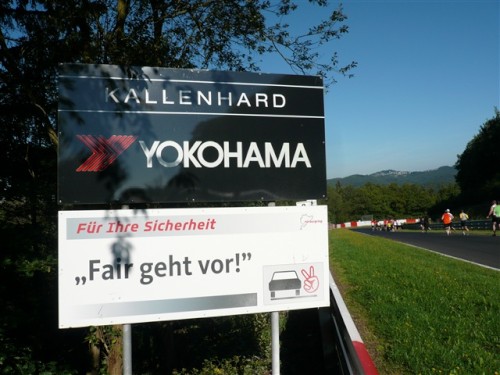 KALLENHARD
YOKOHAMA
Für Ihre Sicherheit
„Fair geht vor!”